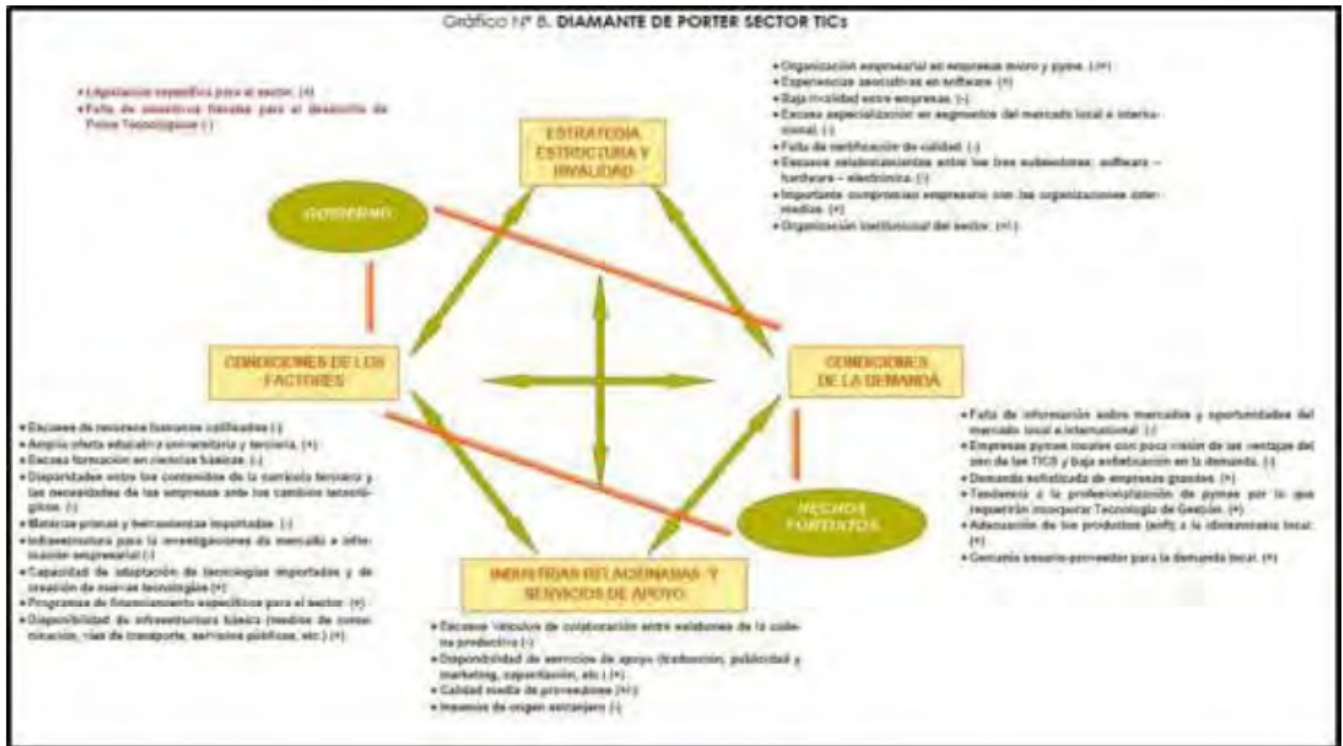 Gráfico Nº 8. DIAMANTE DE PORTER SECTOR TICs
• Legislación específica para el sector. (+)
• Falta de incentivos fiscales para el desarrollo de
Polos Tecnológicos (-)
• Organización empresarial en empresas micro y pyme. (+)
• Experiencias asociativas en software. (+)
• Baja rivalidad entre empresas. (-)
• Escasa especialización en segmentos del mercado local e interna-
cional. (-)
• Falta de certificación de calidad. (-)
• Escasos entre los tres subsectores: software –
hardware – electrónica. (-)
• Importante compromiso empresario con las organizaciones inter-
medias. (+)
• Organización institucional del sector.
ESTRATEGIA
ESTRUCTURA Y
RIVALIDAD
GOBIERNO
CONDICIONES DE LOS
FACTORES
CONDICIONES
DE LA DEMANDA
• Escasez de recursos humanos calificados (-)
• Amplia oferta educativa universitaria y terciaria. (+)
• Escasa formación en ciencias básicas. (-)
• Disparidades entre los contenidos de la currícula terciaria y
las necesidades de las empresas ante los cambios tecnoló-
gicos. (-)
• Materias primas y herramientas importadas. (-)
• Infraestructura para la investigaciones de mercado e infor-
mación empresarial (-)
• Capacidad de adaptación de tecnologías importadas y de
creación de nuevas tecnologías (+)
• Programas de financiamiento específicos para el sector. (+)
• Disponibilidad de infraestructura básica (medios de comu-
nicación, vías de transporte, servicios públicos, etc.) (+)
• Falta de información sobre mercados y oportunidades del
mercado local e international (-)
• Empresas pymes locales con poca visión de las ventajas del
uso de las TICS y baja sofisticación en la demanda. (-)
• Demanda sofisticada de empresas grandes. (+)
• Tendencia a la profesionalización de pymes por lo que
requerirán incorporar Tecnología de Gestión. (+)
• Adecuación de los productos (soft) a la local.
(+)
• Cercanía usuario-proveedor para la demanda local. (+)
HECHOS
FORTUITOS
INDUSTRIAS RELACIONADAS Y
SERVICIOS DE APOYO
• Escasos vínculos de colaboración entre eslabones de la cade-
na productiva (-)
• Disponibilidad de servicios de apoyo (traducción, publicidad y
marketing, capacitación, etc.) (+)
• Calidad media de proveedores
• Insumos de origen extranjero (-)